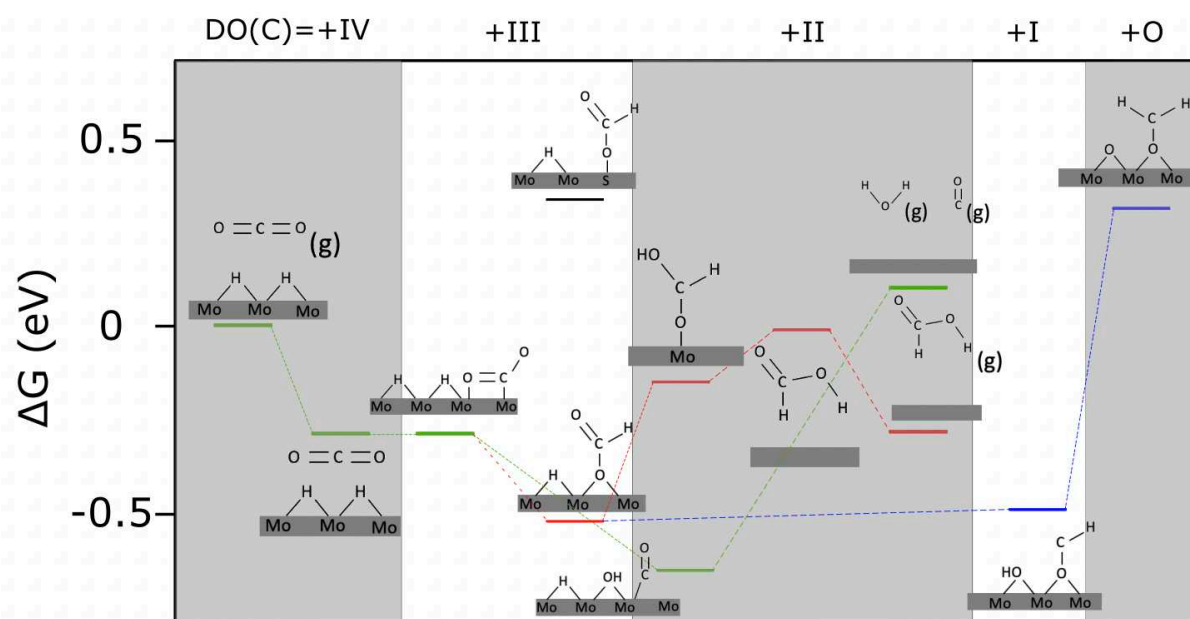 DO(C)=+IV +III +II +I +O
0.5
0
-0.5
ΔG (eV)
O = C = O (g)
H H
Mo Mo Mo
O = C = O
H H
Mo Mo Mo
O
H H O = C
Mo Mo Mo Mo
O
H
C
H O
Mo Mo S
O
H
C
H O
Mo Mo Mo
O
H OH C
Mo Mo Mo Mo
HO
H
C
O
Mo
O
C O
H H
H H O
O (g) C (g)
O
C O
H H
(g)
H
C
HO O
Mo Mo Mo
H H
C
O O
Mo Mo Mo